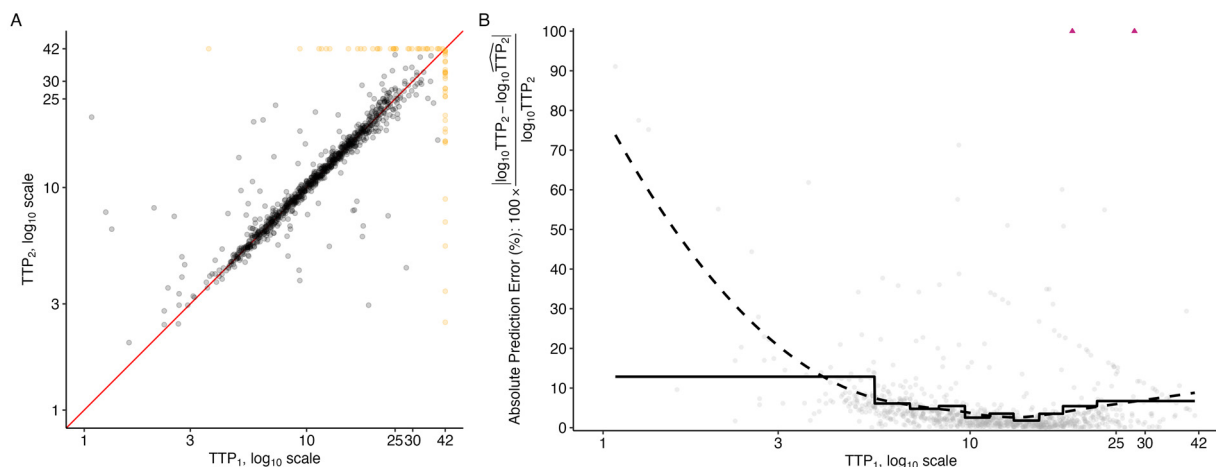 A
42
30
25
10
3
1
TTP₂, log₁₀ scale
1 3 10 25 30 42
TTP₁, log₁₀ scale
B
100
90
80
70
60
50
40
30
20
10
0
Absolute Prediction Error (%): 100 × |log₁₀TTP₂ − log₁₀T͡TP₂| / log₁₀TTP₂
1 3 10 25 30 42
TTP₁, log₁₀ scale